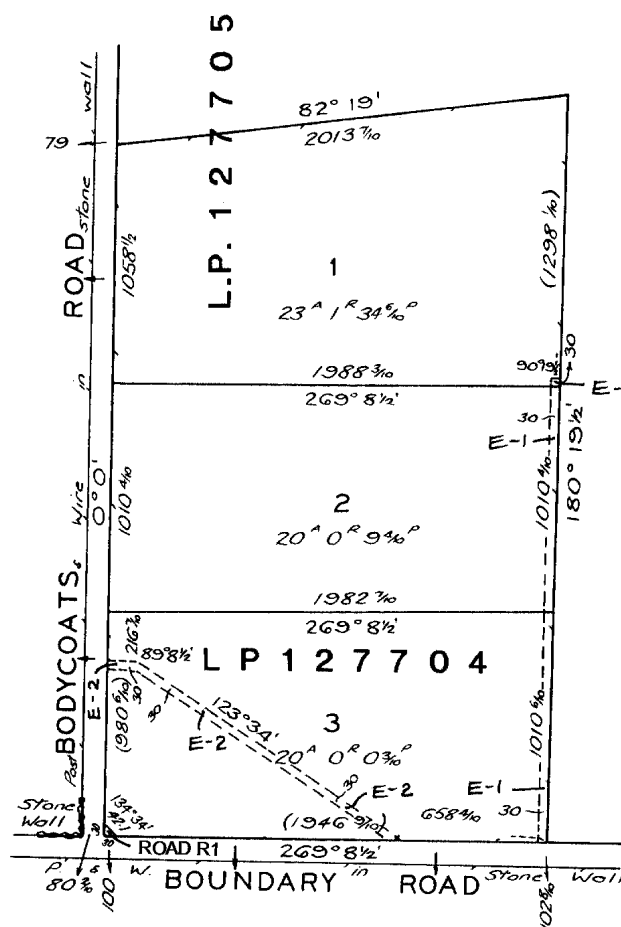 L.P. 127705
wall
82° 19'
2013 7/10
79
stone
ROAD
1058 1/2
(1298 1/10)
1
23 A 1 R 34 6/10 P
1988 3/10
269° 8 1/2'
30
E-
in
30
E-1
0° 0'
1010 4/10
1010 4/10
180° 19 1/2'
Wire
2
20 A 0 R 9 4/10 P
1982 7/10
269° 8 1/2'
BODYCOATS
&
Post
89° 8 1/2'
LP 127704
E-2
(980 6/10)
30
30
123° 34'
E-2
3
20 A 0 R 0 3/10 P
1010 6/10
30
E-2
E-1
658 4/10
30
Stone
Wall
134° 34'
ROAD R1
(1946 9/10)
269° 8 1/2'
P. & W. in Stone Wall
100
BOUNDARY ROAD
102 8/10